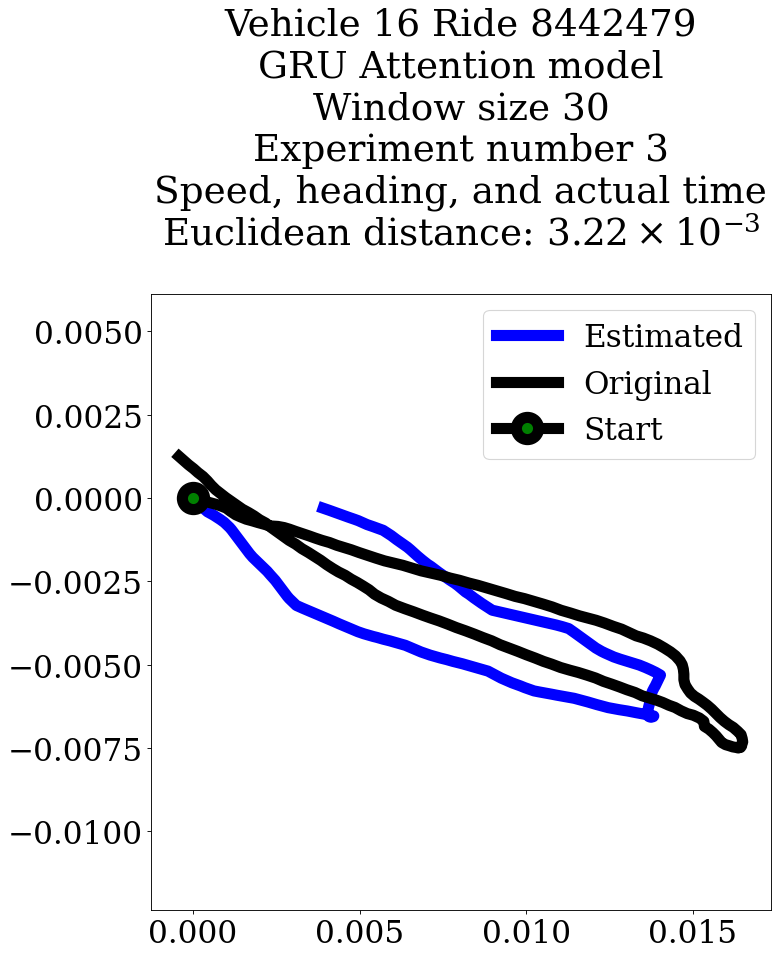 Vehicle 16 Ride 8442479
GRU Attention model
Window size 30
Experiment number 3
Speed, heading, and actual time
Euclidean distance: 3.22 × 10⁻³
Estimated
Original
Start
0.0050
0.0025
0.0000
−0.0025
−0.0050
−0.0075
−0.0100
0.000 0.005 0.010 0.015